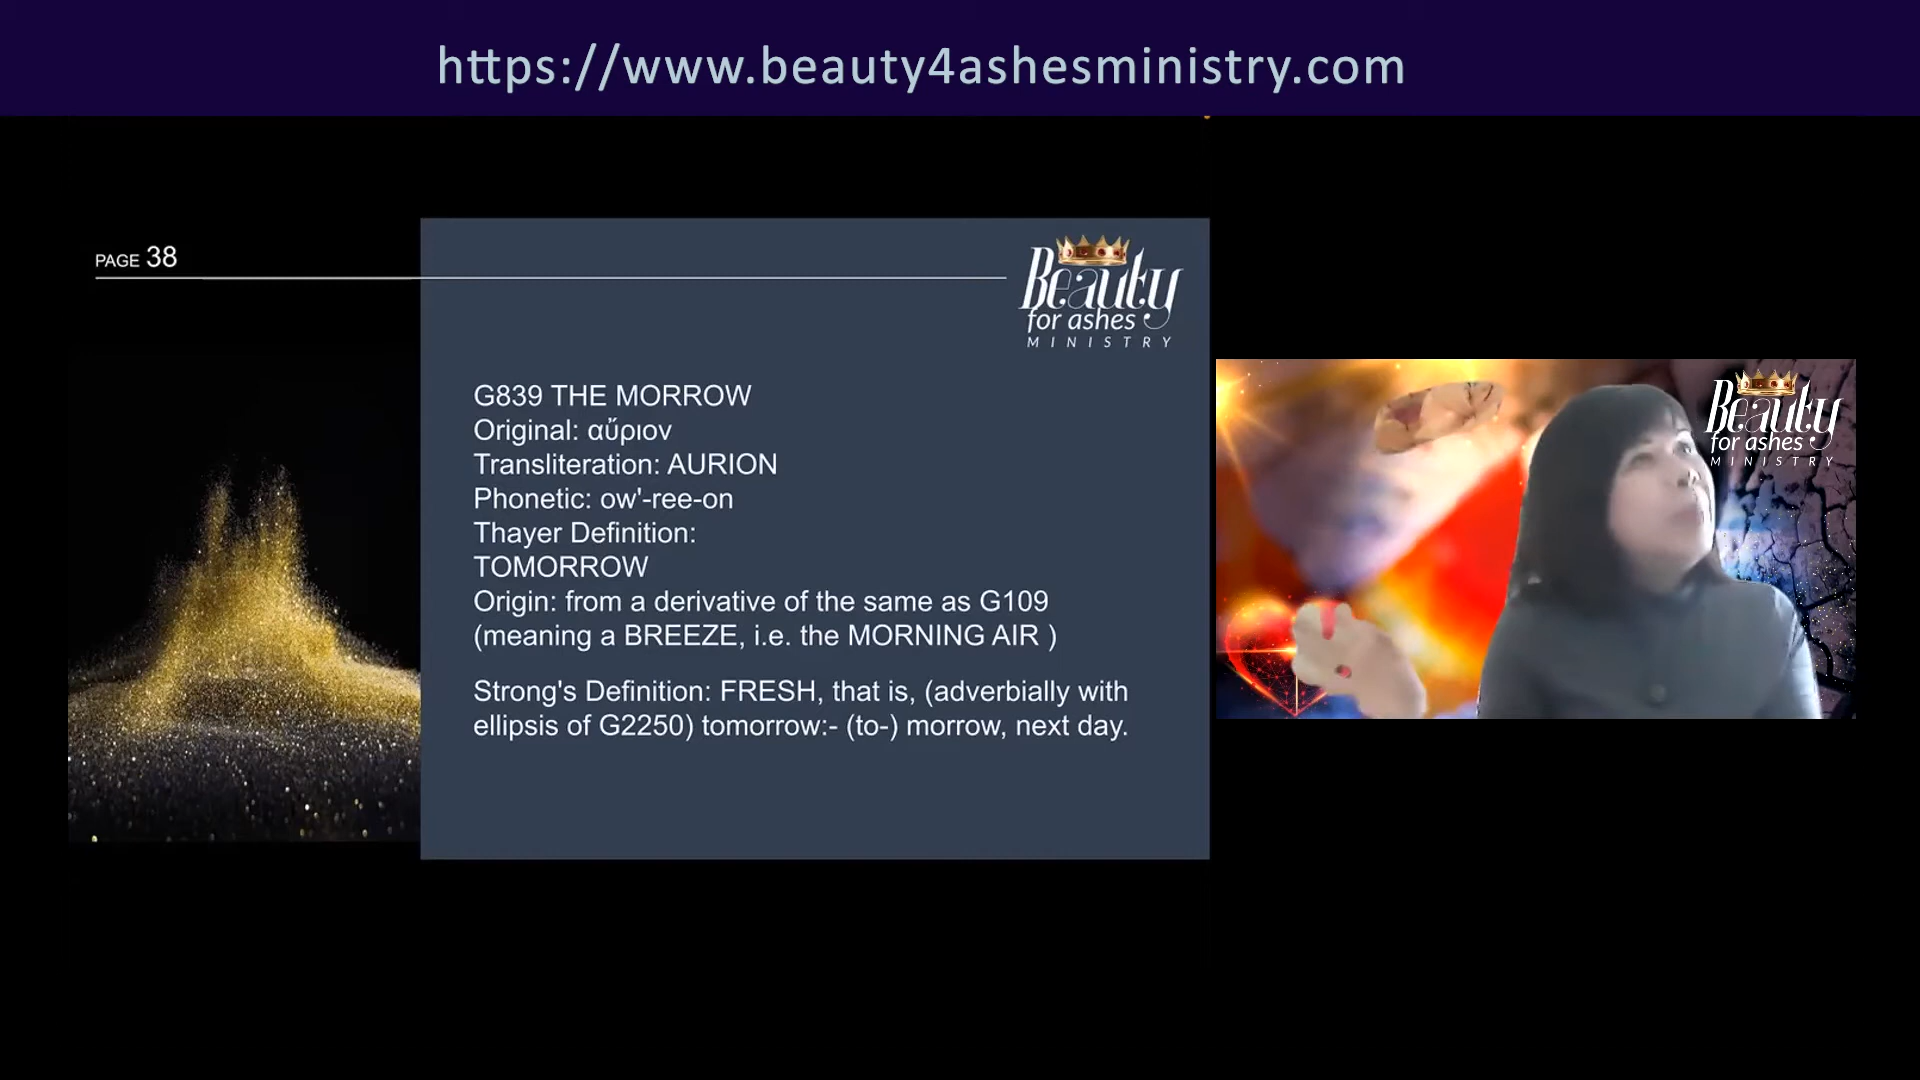 https://www.beauty4ashesministry.com
PAGE 38
Beauty
for ashes
MINISTRY
G839 THE MORROW
Original: αὔριον
Transliteration: AURION
Phonetic: ow'-ree-on
Thayer Definition:
TOMORROW
Origin: from a derivative of the same as G109
(meaning a BREEZE, i.e. the MORNING AIR )
Strong's Definition: FRESH, that is, (adverbially with
ellipsis of G2250) tomorrow:- (to-) morrow, next day.
Beauty
for ashes
MINISTRY